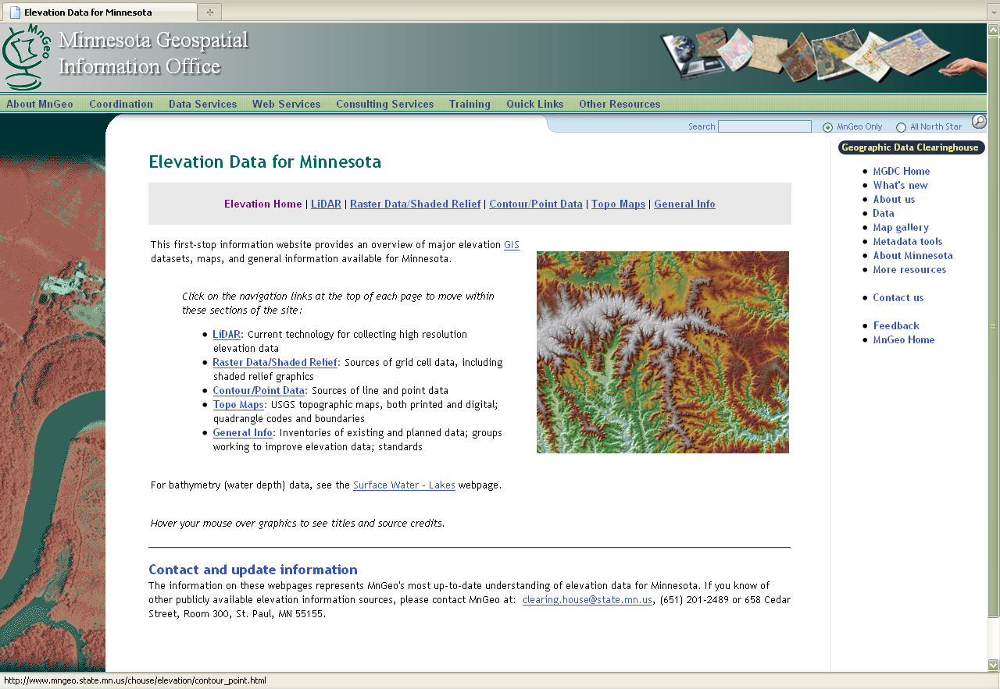 Elevation Data for Minnesota
MnGeo
Minnesota Geospatial
Information Office
About MnGeo Coordination Data Services Web Services Consulting Services Training Quick Links Other Resources
Search MnGeo Only All North Star
Elevation Data for Minnesota
Elevation Home | LiDAR | Raster Data/Shaded Relief | Contour/Point Data | Topo Maps | General Info
This first-stop information website provides an overview of major elevation GIS
datasets, maps, and general information available for Minnesota.
Click on the navigation links at the top of each page to move within
these sections of the site:
LiDAR: Current technology for collecting high resolution
elevation data
Raster Data/Shaded Relief: Sources of grid cell data, including
shaded relief graphics
Contour/Point Data: Sources of line and point data
Topo Maps: USGS topographic maps, both printed and digital;
quadrangle codes and boundaries
General Info: Inventories of existing and planned data; groups
working to improve elevation data; standards
For bathymetry (water depth) data, see the Surface Water - Lakes webpage.
Hover your mouse over graphics to see titles and source credits.
Contact and update information
The information on these webpages represents MnGeo's most up-to-date understanding of elevation data for Minnesota. If you know of
other publicly available elevation information sources, please contact MnGeo at: clearing.house@state.mn.us, (651) 201-2489 or 658 Cedar
Street, Room 300, St. Paul, MN 55155.
Geographic Data Clearinghouse
MGDC Home
What's new
About us
Data
Map gallery
Metadata tools
About Minnesota
More resources
Contact us
Feedback
MnGeo Home
http://www.mngeo.state.mn.us/chouse/elevation/contour_point.html